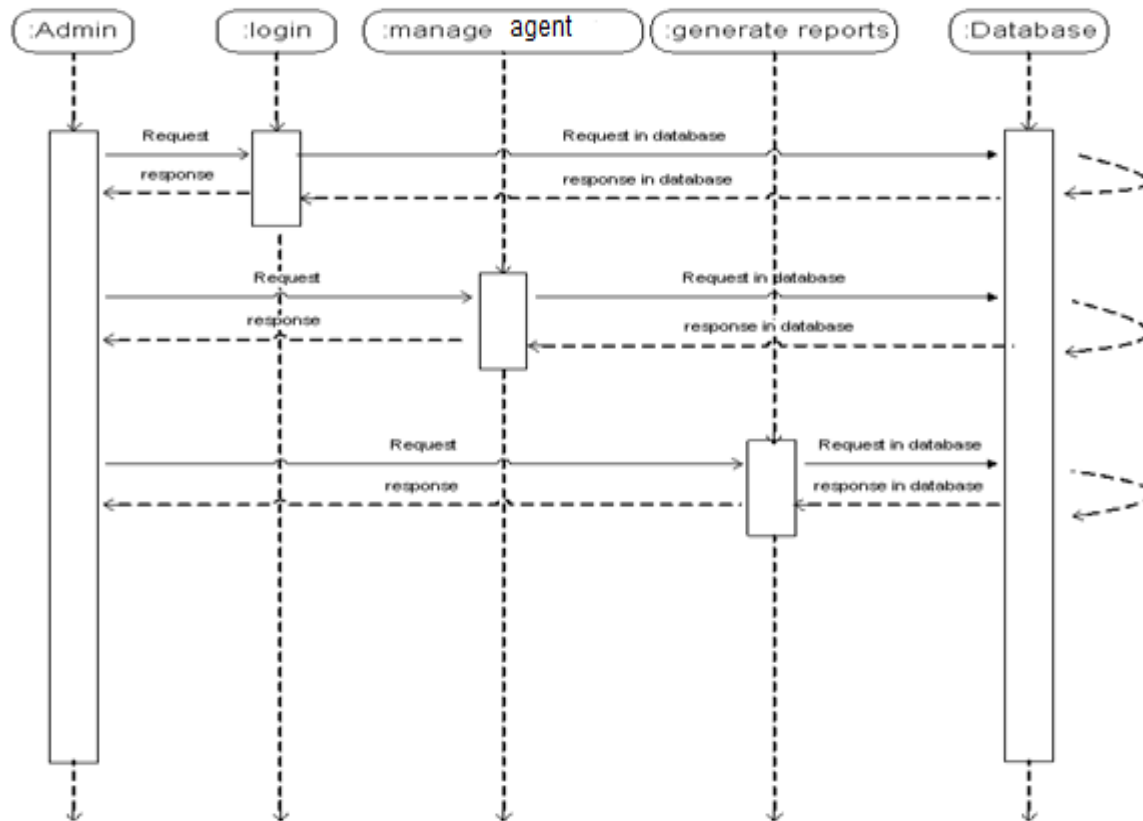 :Admin
:login
:manage agent
:generate reports
:Database
Request
Request in database
response
response in database
Request
Request in database
response
response in database
Request
Request in database
response
response in database